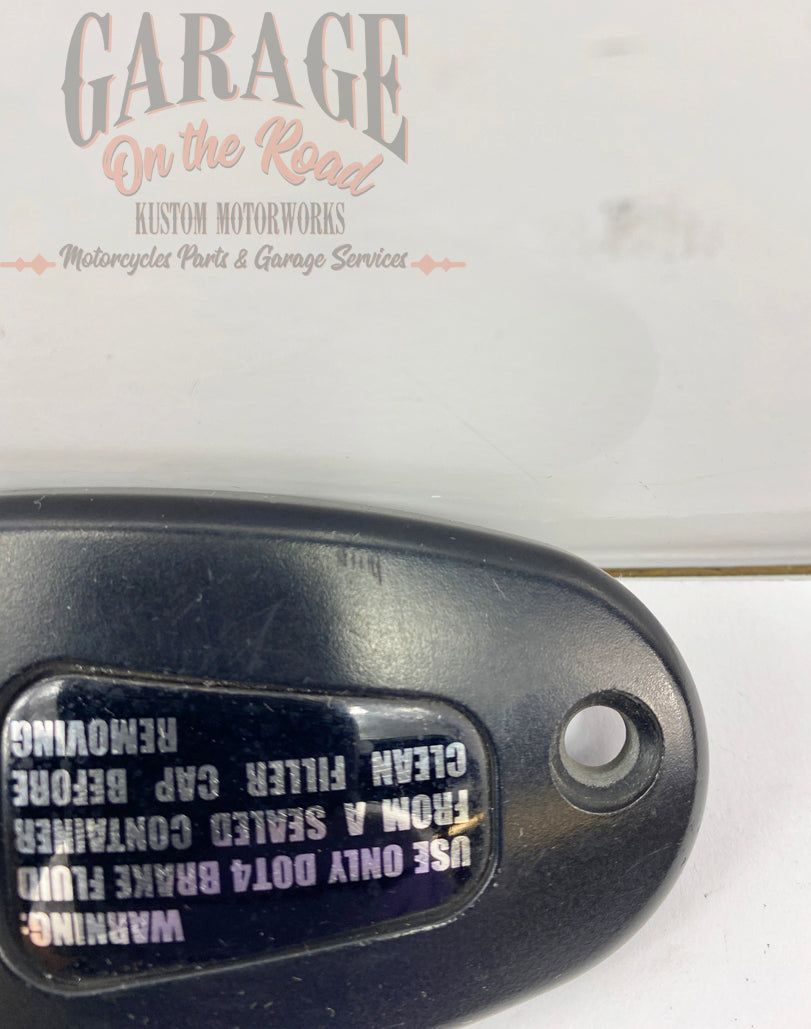 GARAGE
On the Road
KUSTOM MOTORWORKS
Motorcycles Parts & Garage Services
WARNING:
USE ONLY DOT4 BRAKE FLUID
FROM A SEALED CONTAINER
CLEAN FILLER CAP BEFORE
REMOVING